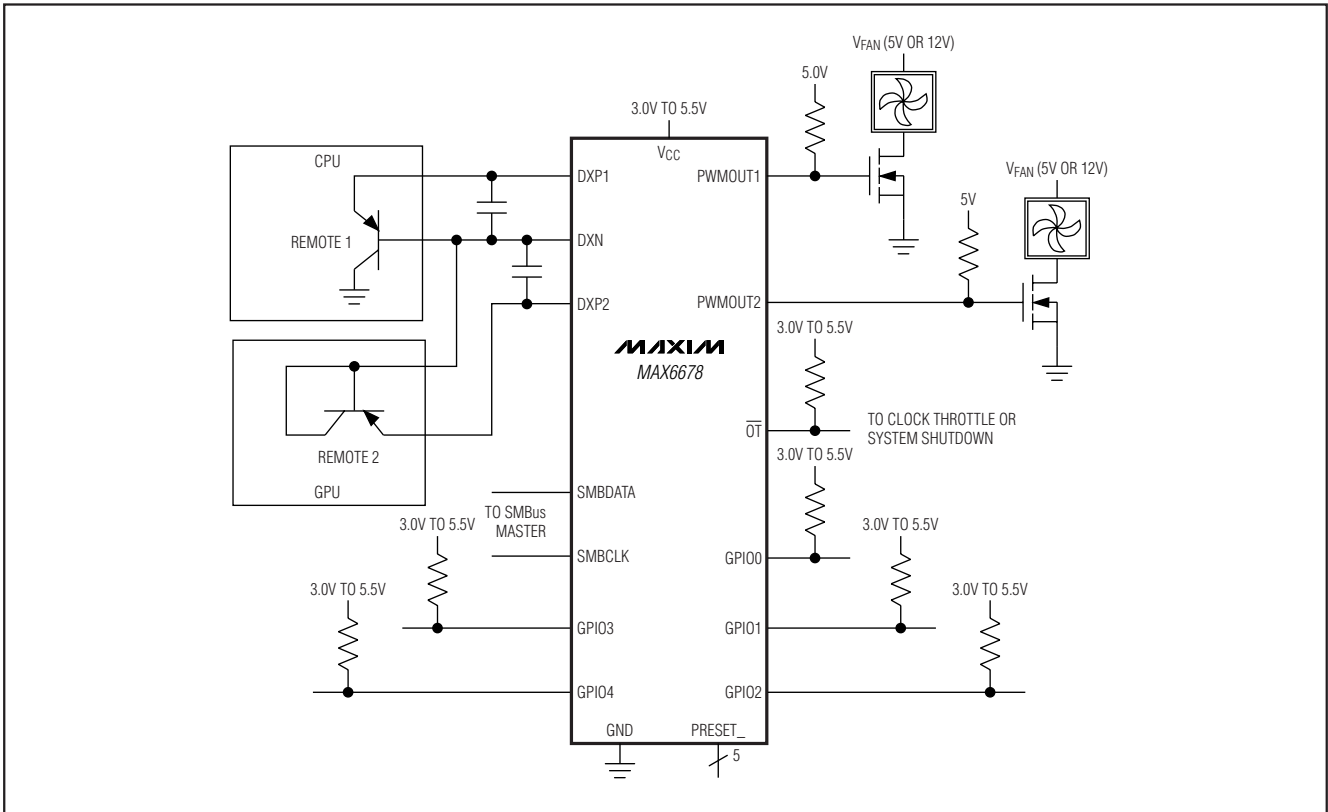 VFAN (5V OR 12V)
5.0V
3.0V TO 5.5V
VCC
CPU
DXP1
PWMOUT1
VFAN (5V OR 12V)
5V
REMOTE 1
DXN
DXP2
PWMOUT2
MAXIM
MAX6678
3.0V TO 5.5V
OT
TO CLOCK THROTTLE OR
SYSTEM SHUTDOWN
REMOTE 2
GPU
3.0V TO 5.5V
SMBDATA
TO SMBus
MASTER
3.0V TO 5.5V
3.0V TO 5.5V
SMBCLK
GPIO0
3.0V TO 5.5V
3.0V TO 5.5V
GPIO3
GPIO1
GPIO4
GPIO2
GND
PRESET_
5